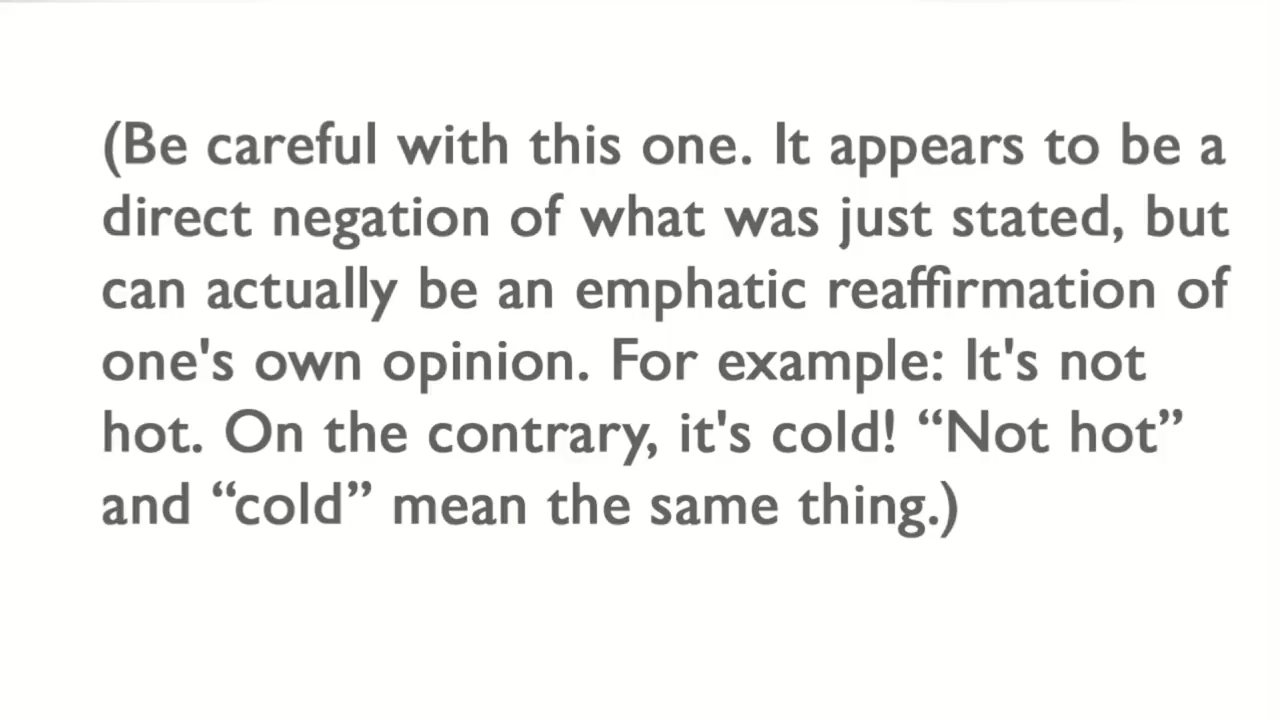 (Be careful with this one. It appears to be a
direct negation of what was just stated, but
can actually be an emphatic reaffirmation of
one's own opinion. For example: It's not
hot. On the contrary, it's cold! “Not hot”
and “cold” mean the same thing.)